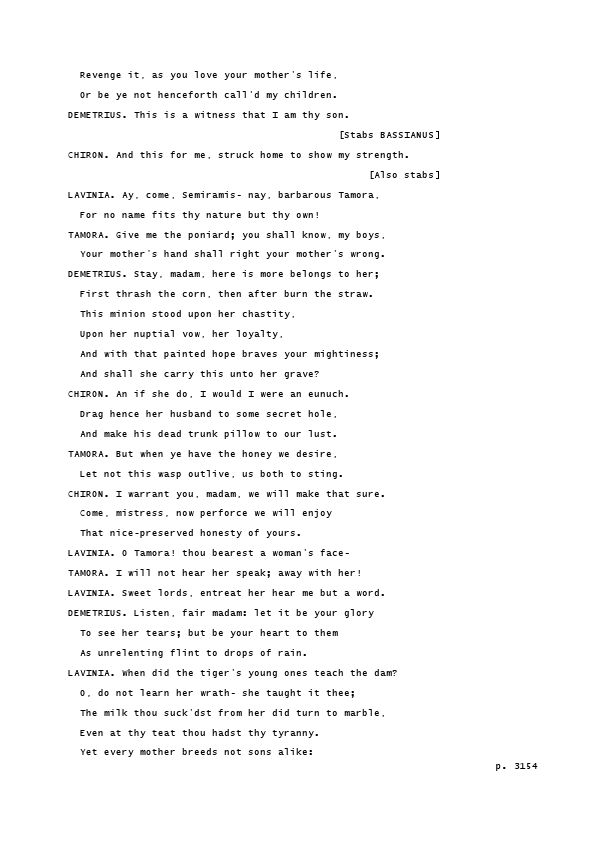 Revenge it, as you love your mother's life,
Or be ye not henceforth call'd my children.
DEMETRIUS. This is a witness that I am thy son.
[Stabs BASSIANUS]
CHIRON. And this for me, struck home to show my strength.
[Also stabs]
LAVINIA. Ay, come, Semiramis- nay, barbarous Tamora,
For no name fits thy nature but thy own!
TAMORA. Give me the poniard; you shall know, my boys,
Your mother's hand shall right your mother's wrong.
DEMETRIUS. Stay, madam, here is more belongs to her;
First thrash the corn, then after burn the straw.
This minion stood upon her chastity,
Upon her nuptial vow, her loyalty,
And with that painted hope braves your mightiness;
And shall she carry this unto her grave?
CHIRON. An if she do, I would I were an eunuch.
Drag hence her husband to some secret hole,
And make his dead trunk pillow to our lust.
TAMORA. But when ye have the honey we desire,
Let not this wasp outlive, us both to sting.
CHIRON. I warrant you, madam, we will make that sure.
Come, mistress, now perforce we will enjoy
That nice-preserved honesty of yours.
LAVINIA. O Tamora! thou bearest a woman's face-
TAMORA. I will not hear her speak; away with her!
LAVINIA. Sweet lords, entreat her hear me but a word.
DEMETRIUS. Listen, fair madam: let it be your glory
To see her tears; but be your heart to them
As unrelenting flint to drops of rain.
LAVINIA. When did the tiger's young ones teach the dam?
O, do not learn her wrath- she taught it thee;
The milk thou suck'dst from her did turn to marble,
Even at thy teat thou hadst thy tyranny.
Yet every mother breeds not sons alike:
p. 3154